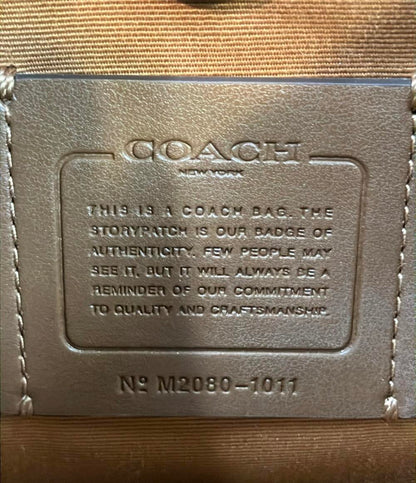 COACH
NEW YORK
THIS IS A COACH BAG. THE
STORYPATCH IS OUR BADGE OF
AUTHENTICITY. FEW PEOPLE MAY
SEE IT, BUT IT WILL ALWAYS BE A
REMINDER OF OUR COMMITMENT
TO QUALITY AND CRAFTSMANSHIP.
Nº M2080-1011